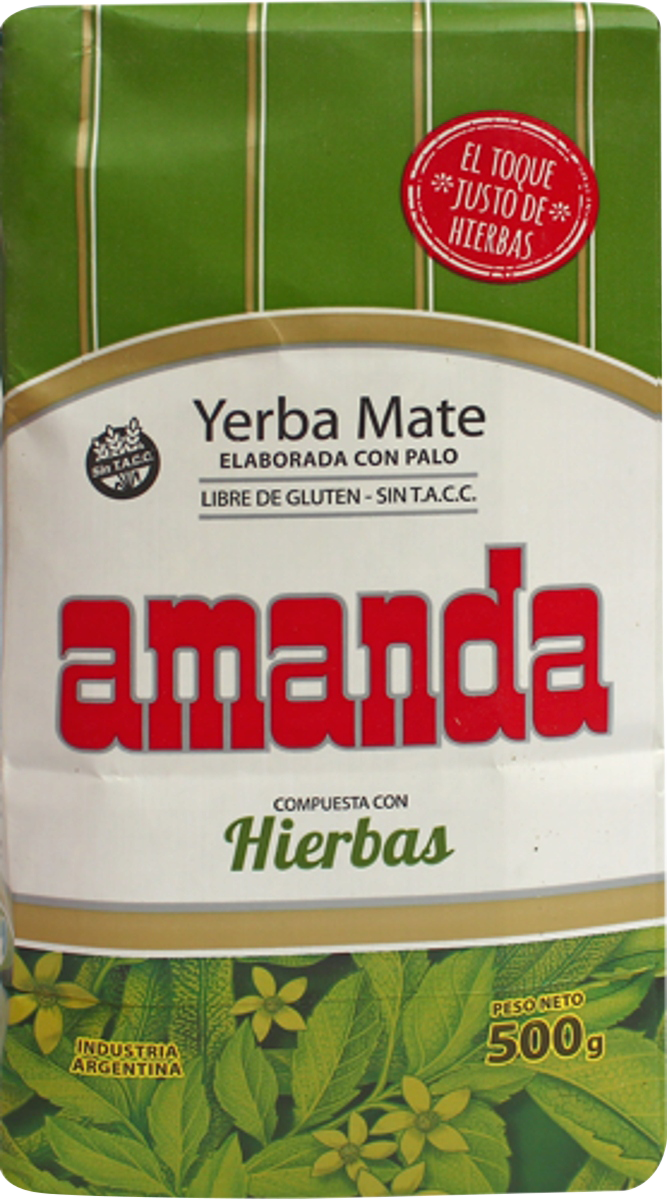 EL TOQUE
JUSTO DE
HIERBAS
Yerba Mate
ELABORADA CON PALO
Sin T.A.C.C.
LIBRE DE GLUTEN - SIN T.A.C.C.
amanda
COMPUESTA CON
Hierbas
PESO NETO
500g
INDUSTRIA
ARGENTINA